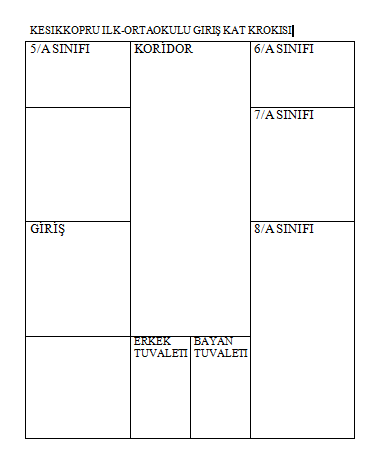 KESIKKOPRU ILK-ORTAOKULU GIRIŞ KAT KROKISI
5/A SINIFI
KORİDOR
6/A SINIFI
7/A SINIFI
GİRİŞ
8/A SINIFI
ERKEK
TUVALETI
BAYAN
TUVALETI